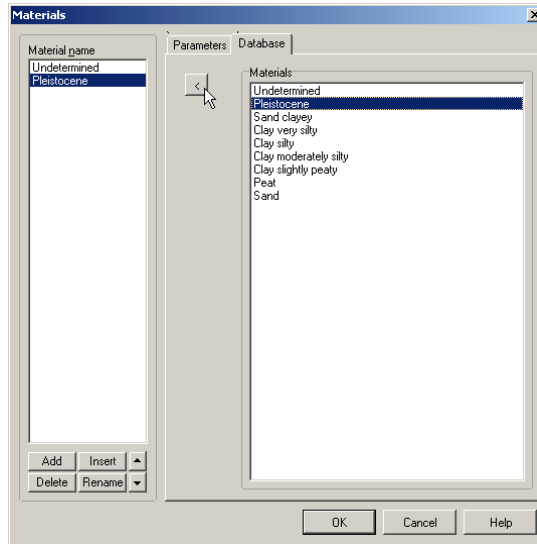 Materials
Material name
Undetermined
Pleistocene
Add Insert
Delete Rename
Parameters Database
<
Materials
Undetermined
Pleistocene
Sand clayey
Clay very silty
Clay silty
Clay moderately silty
Clay slightly peaty
Peat
Sand
OK Cancel Help